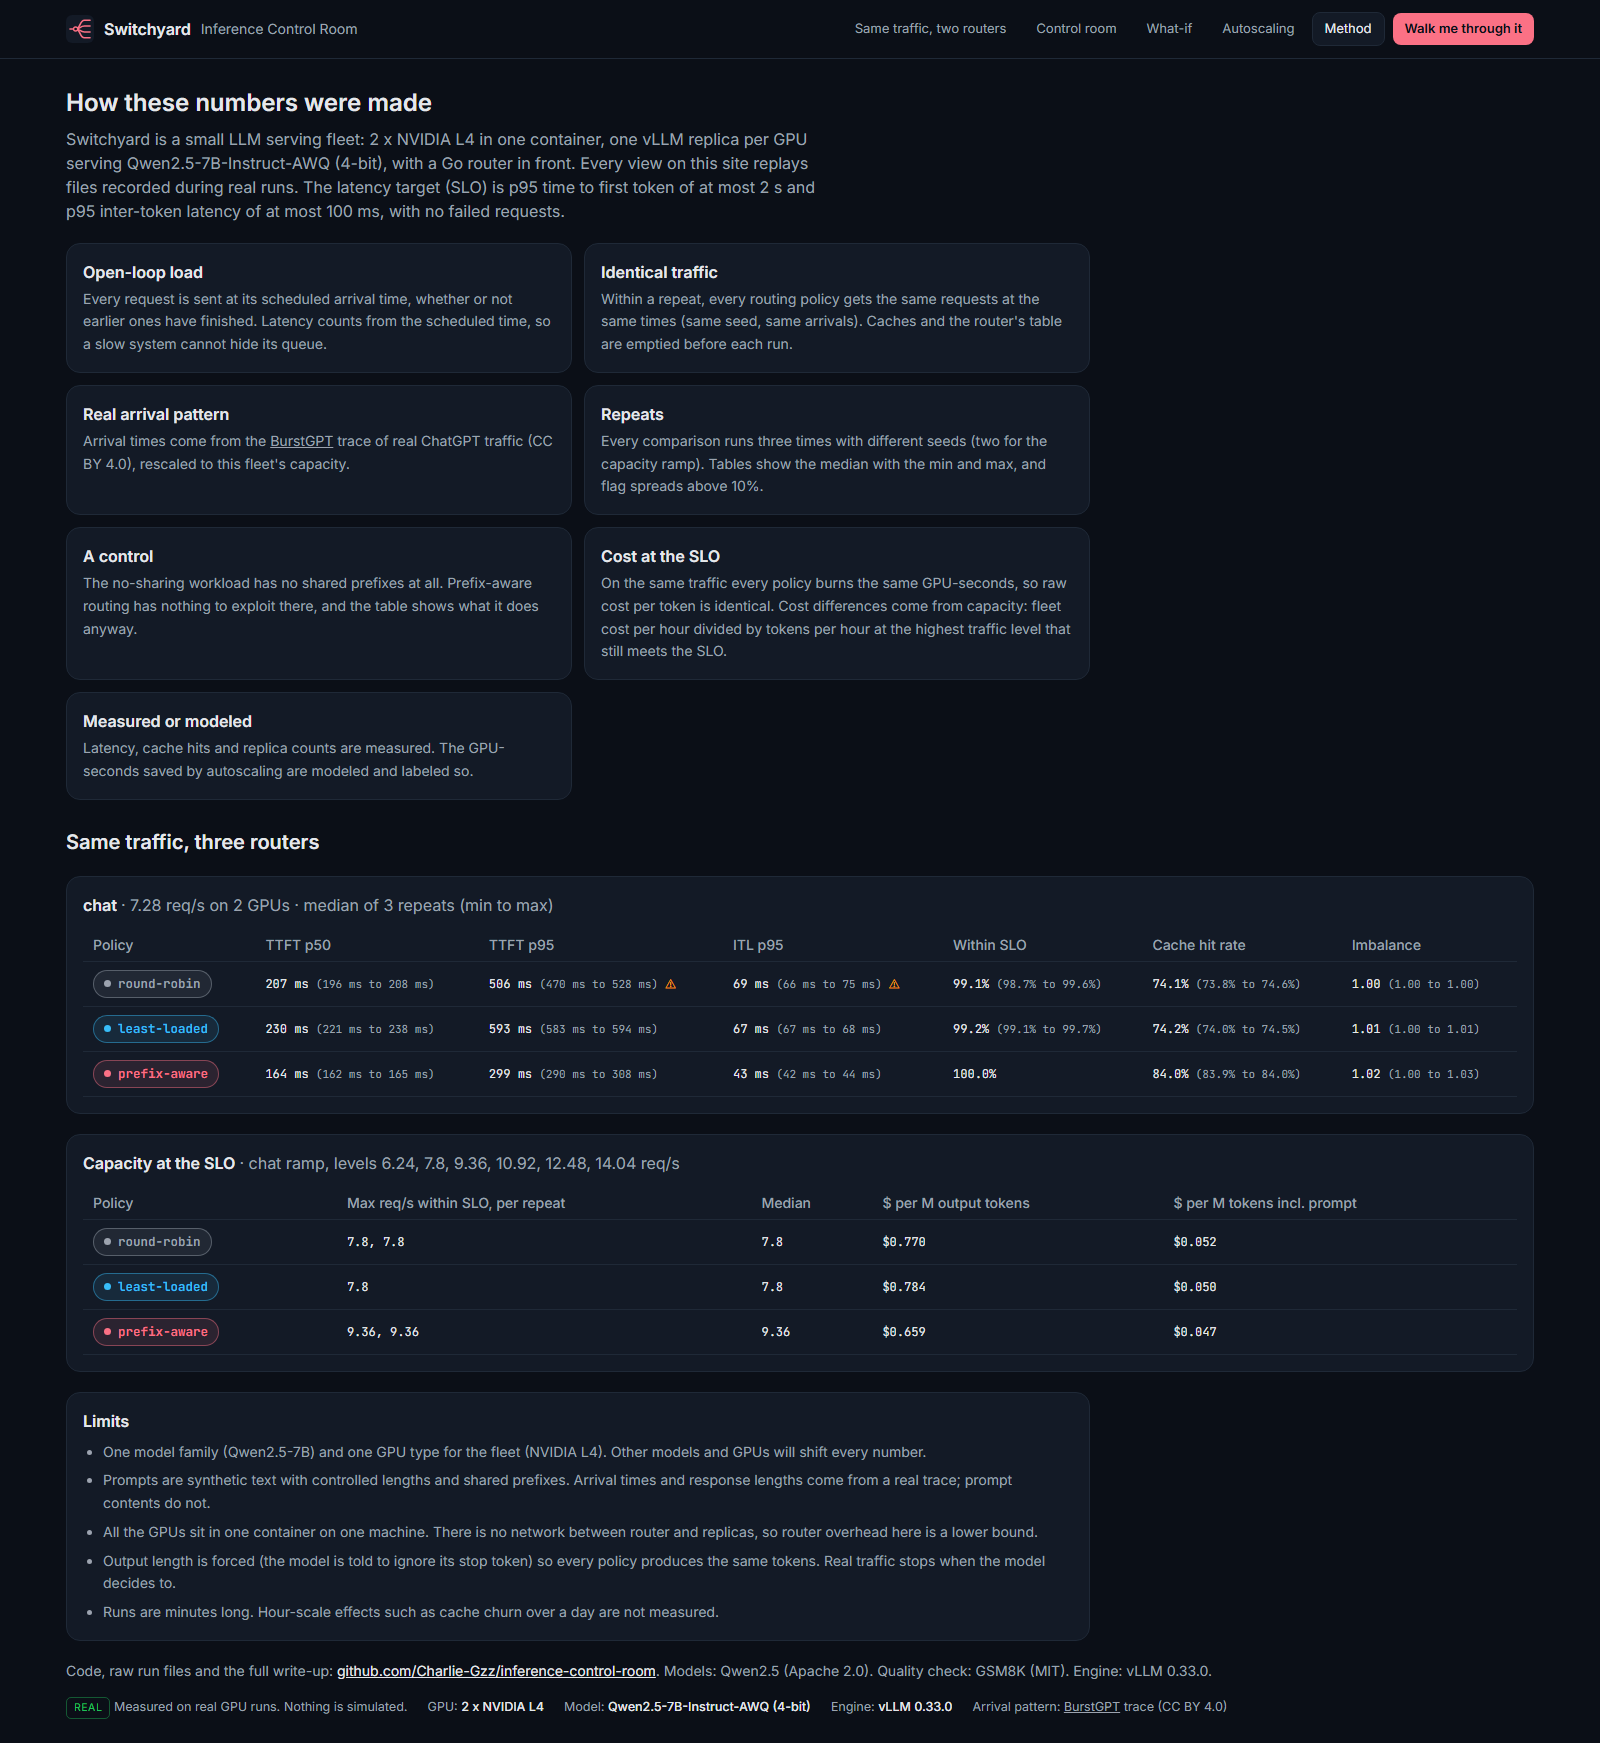 Switchyard Inference Control Room
Same traffic, two routers Control room What-if Autoscaling Method Walk me through it
How these numbers were made
Switchyard is a small LLM serving fleet: 2 x NVIDIA L4 in one container, one vLLM replica per GPU
serving Qwen2.5-7B-Instruct-AWQ (4-bit), with a Go router in front. Every view on this site replays
files recorded during real runs. The latency target (SLO) is p95 time to first token of at most 2 s and
p95 inter-token latency of at most 100 ms, with no failed requests.
Open-loop load
Every request is sent at its scheduled arrival time, whether or not
earlier ones have finished. Latency counts from the scheduled time, so
a slow system cannot hide its queue.
Identical traffic
Within a repeat, every routing policy gets the same requests at the
same times (same seed, same arrivals). Caches and the router's table
are emptied before each run.
Real arrival pattern
Arrival times come from the BurstGPT trace of real ChatGPT traffic (CC
BY 4.0), rescaled to this fleet's capacity.
Repeats
Every comparison runs three times with different seeds (two for the
capacity ramp). Tables show the median with the min and max, and
flag spreads above 10%.
A control
The no-sharing workload has no shared prefixes at all. Prefix-aware
routing has nothing to exploit there, and the table shows what it does
anyway.
Cost at the SLO
On the same traffic every policy burns the same GPU-seconds, so raw
cost per token is identical. Cost differences come from capacity: fleet
cost per hour divided by tokens per hour at the highest traffic level that
still meets the SLO.
Measured or modeled
Latency, cache hits and replica counts are measured. The GPU-
seconds saved by autoscaling are modeled and labeled so.
Same traffic, three routers
chat · 7.28 req/s on 2 GPUs · median of 3 repeats (min to max)
Policy TTFT p50 TTFT p95 ITL p95 Within SLO Cache hit rate Imbalance
round-robin 207 ms (196 ms to 208 ms) 506 ms (470 ms to 528 ms) ⚠ 69 ms (66 ms to 75 ms) ⚠ 99.1% (98.7% to 99.6%) 74.1% (73.8% to 74.6%) 1.00 (1.00 to 1.00)
least-loaded 230 ms (221 ms to 238 ms) 593 ms (583 ms to 594 ms) 67 ms (67 ms to 68 ms) 99.2% (99.1% to 99.7%) 74.2% (74.0% to 74.5%) 1.01 (1.00 to 1.01)
prefix-aware 164 ms (162 ms to 165 ms) 299 ms (290 ms to 308 ms) 43 ms (42 ms to 44 ms) 100.0% 84.0% (83.9% to 84.0%) 1.02 (1.00 to 1.03)
Capacity at the SLO · chat ramp, levels 6.24, 7.8, 9.36, 10.92, 12.48, 14.04 req/s
Policy Max req/s within SLO, per repeat Median $ per M output tokens $ per M tokens incl. prompt
round-robin 7.8, 7.8 7.8 $0.770 $0.052
least-loaded 7.8 7.8 $0.784 $0.050
prefix-aware 9.36, 9.36 9.36 $0.659 $0.047
Limits
• One model family (Qwen2.5-7B) and one GPU type for the fleet (NVIDIA L4). Other models and GPUs will shift every number.
• Prompts are synthetic text with controlled lengths and shared prefixes. Arrival times and response lengths come from a real trace; prompt
contents do not.
• All the GPUs sit in one container on one machine. There is no network between router and replicas, so router overhead here is a lower bound.
• Output length is forced (the model is told to ignore its stop token) so every policy produces the same tokens. Real traffic stops when the model
decides to.
• Runs are minutes long. Hour-scale effects such as cache churn over a day are not measured.
Code, raw run files and the full write-up: github.com/Charlie-Gzz/inference-control-room. Models: Qwen2.5 (Apache 2.0). Quality check: GSM8K (MIT). Engine: vLLM 0.33.0.
REAL Measured on real GPU runs. Nothing is simulated. GPU: 2 x NVIDIA L4 Model: Qwen2.5-7B-Instruct-AWQ (4-bit) Engine: vLLM 0.33.0 Arrival pattern: BurstGPT trace (CC BY 4.0)